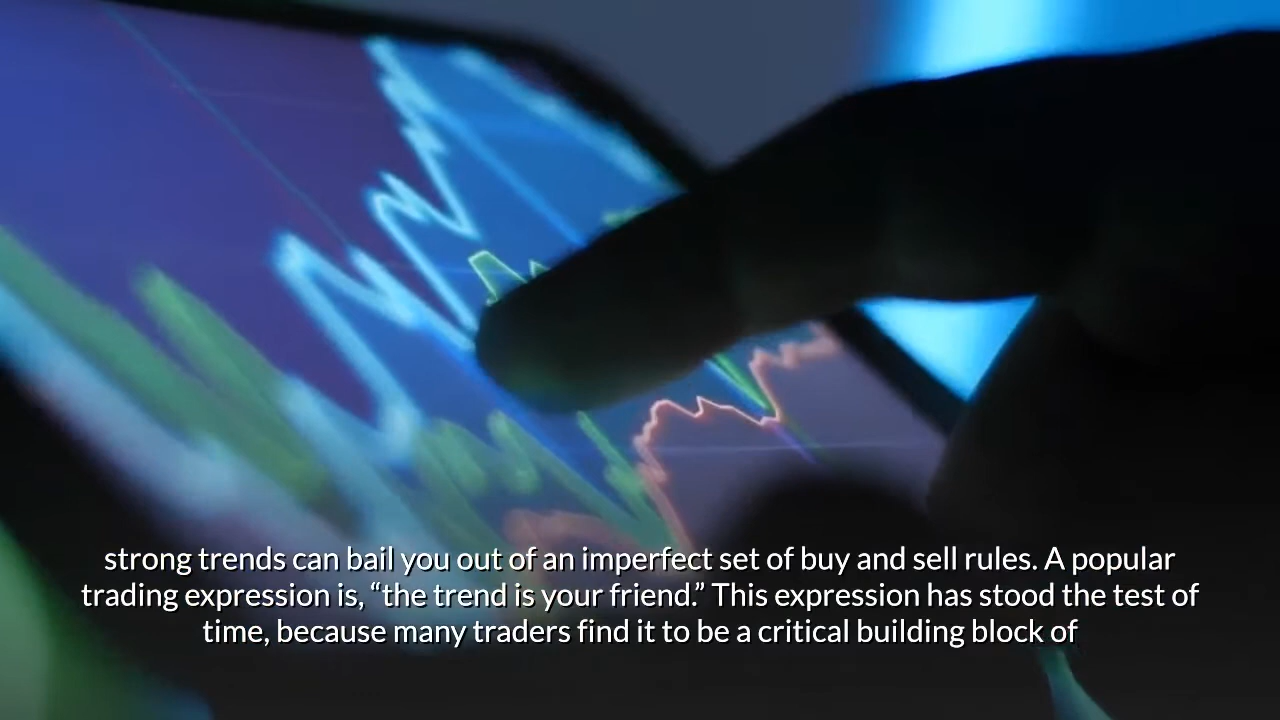 strong trends can bail you out of an imperfect set of buy and sell rules. A popular
trading expression is, “the trend is your friend.” This expression has stood the test of
time, because many traders find it to be a critical building block of